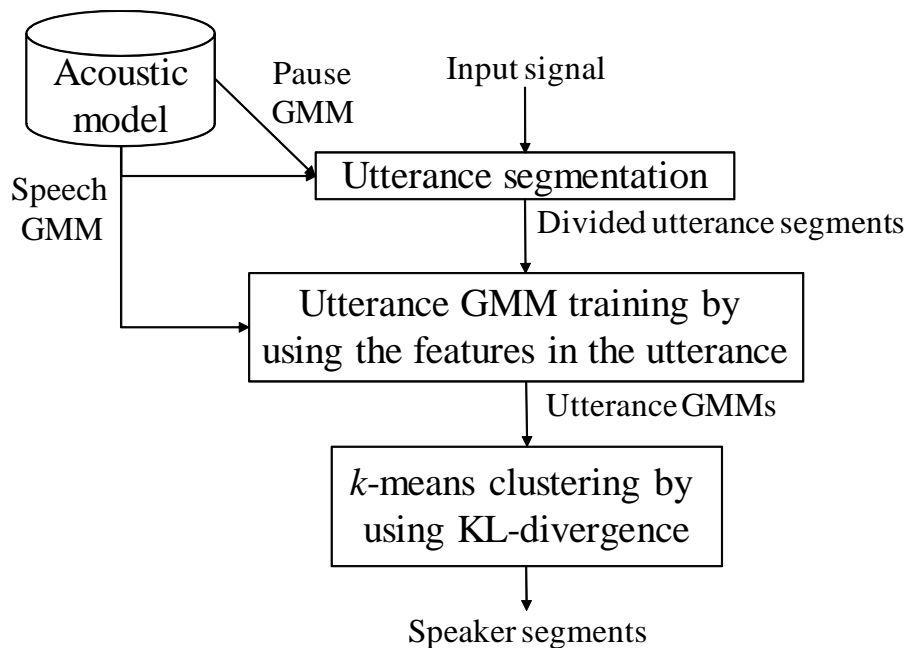 Acoustic
model
Pause
GMM
Input signal
Utterance segmentation
Speech
GMM
Divided utterance segments
Utterance GMM training by
using the features in the utterance
Utterance GMMs
k-means clustering by
using KL-divergence
Speaker segments